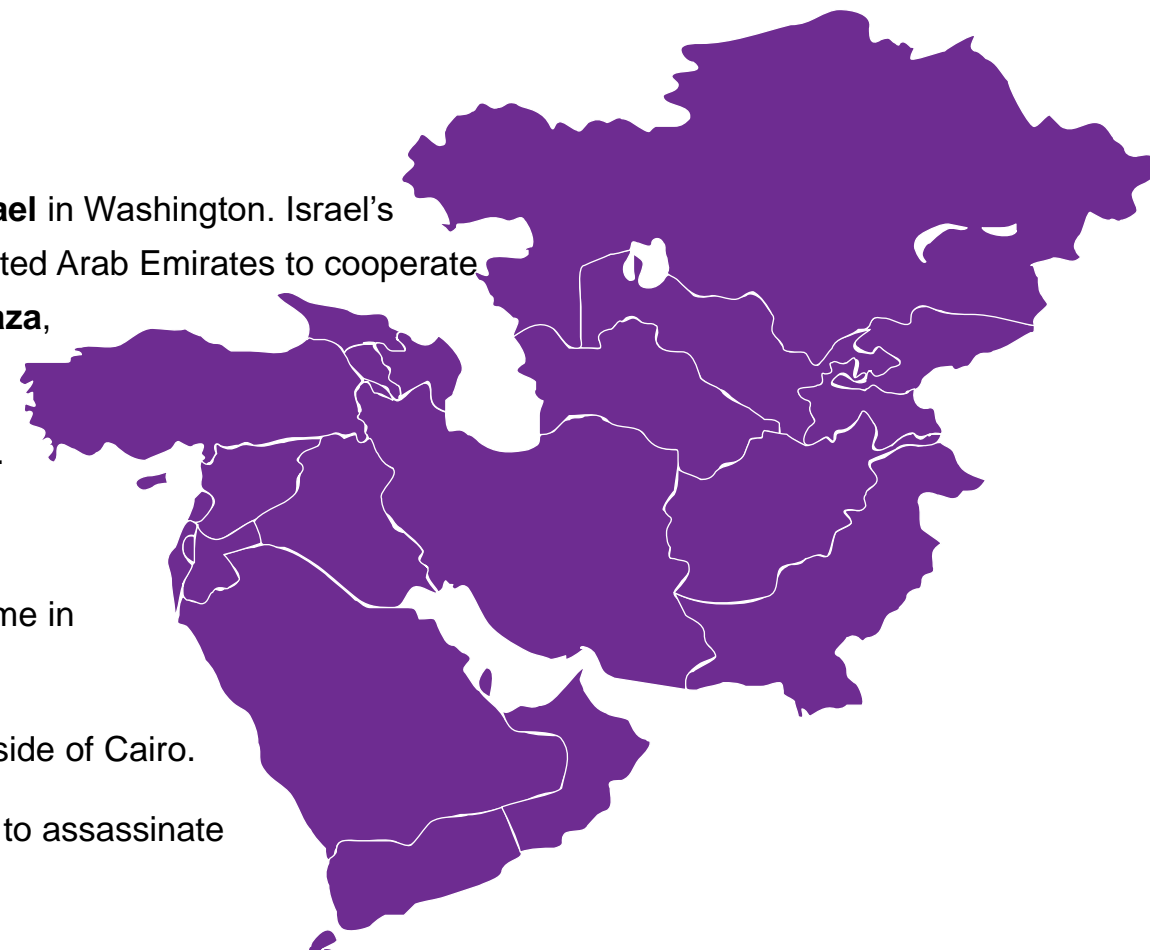 ael in Washington. Israel's
ted Arab Emirates to cooperate
aza,
.
me in
side of Cairo.
to assassinate